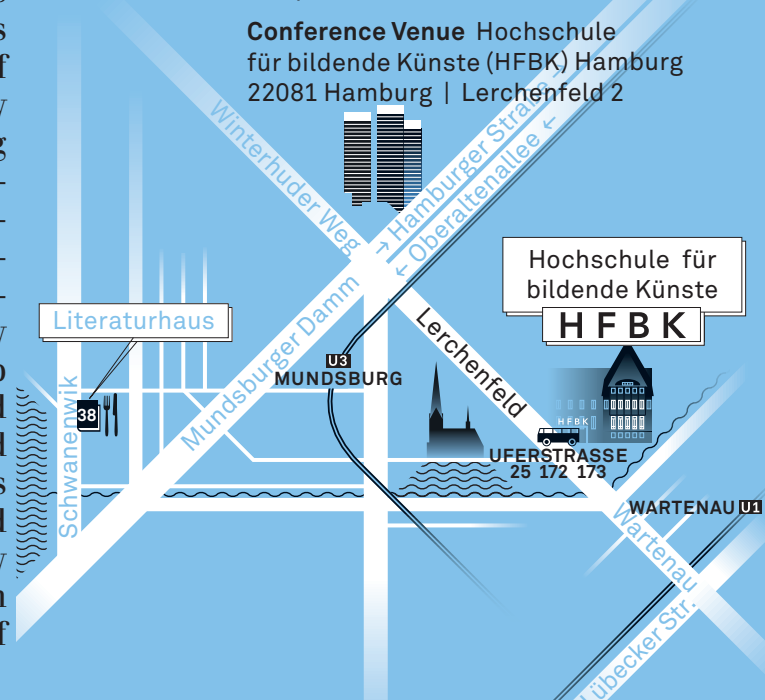 Conference Venue Hochschule
für bildende Künste (HFBK) Hamburg
22081 Hamburg | Lerchenfeld 2
Winterhuder Weg
→ Hamburger Straße →
← Oberaltenallee ←
Hochschule für
bildende Künste
HFBK
Literaturhaus
Mundsburger Damm
Lerchenfeld
U3
MUNDSBURG
38
Schwanenwik
HFBK
UFERSTRASSE
25 172 173
WARTENAU U1
Wartenau
Lübecker Str.